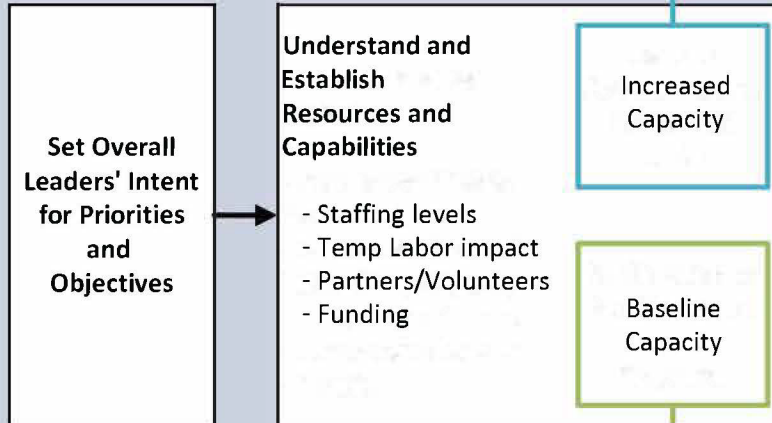 Set Overall
Leaders' Intent
for Priorities
and
Objectives
Understand and
Establish
Resources and
Capabilities
- Staffing levels
- Temp Labor impact
- Partners/Volunteers
- Funding
Increased
Capacity
Baseline
Capacity